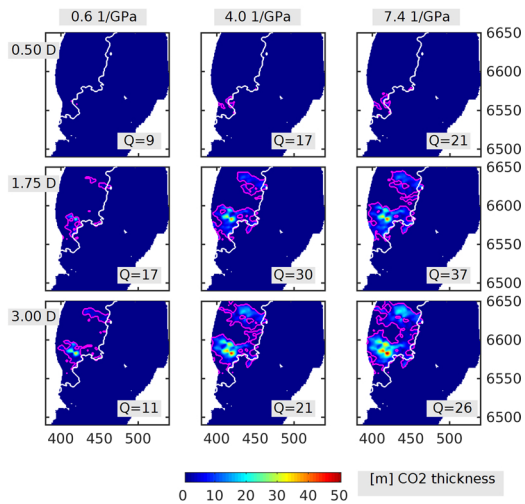 0.6 1/GPa 4.0 1/GPa 7.4 1/GPa
0.50 D 6650
6600
6550
Q=9 Q=17 Q=21
6500
1.75 D 6650
6600
6550
Q=17 Q=30 Q=37
6500
3.00 D 6650
6600
6550
Q=11 Q=21 Q=26
6500
400 450 500 400 450 500 400 450 500
[m] CO2 thickness
0 10 20 30 40 50